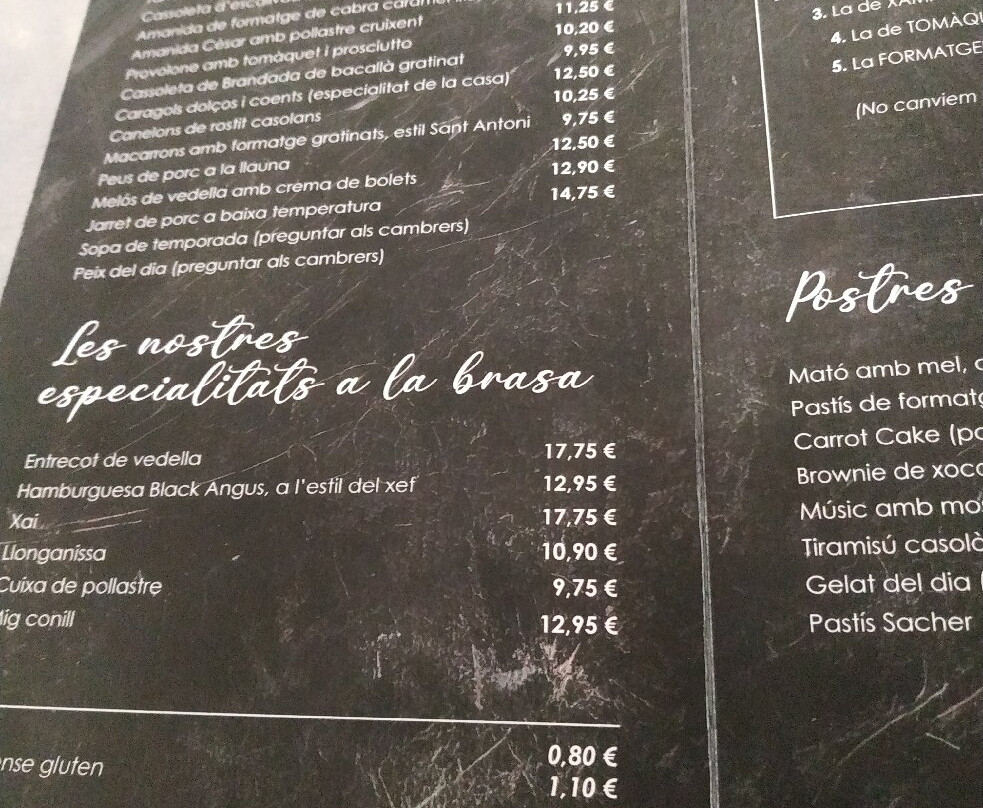 Cassoleta
Amanida de formatge de cabra
Amanida Cèsar amb pollastre cruixent 11,25 €
Provolone amb tomàquet i prosciutto 10,20 €
Cassoleta de Brandada de bacallà gratinat 9,95 €
Caragols dolços i coents (especialitat de la casa) 12,50 €
Canelons de rostit casolans 10,25 €
Macarrons amb formatge gratinats, estil Sant Antoni 9,75 €
Peus de porc a la llauna 12,50 €
Melós de vedella amb crema de bolets 12,90 €
Jarret de porc a baixa temperatura 14,75 €
Sopa de temporada (preguntar als cambrers)
Peix del dia (preguntar als cambrers)
Les nostres
especialitats a la brasa
Entrecot de vedella 17,75 €
Hamburguesa Black Angus, a l'estil del xef 12,95 €
Xai 17,75 €
Llonganissa 10,90 €
Cuixa de pollastre 9,75 €
ig conill 12,95 €
nse gluten 0,80 €
1,10 €
3. La de
4. La de TOMÀQU
5. La FORMATGE
(No canviem
Postres
Mató amb mel,
Pastís de formatg
Carrot Cake (po
Brownie de xoco
Músic amb mos
Tiramisú casolà
Gelat del dia (
Pastís Sacher